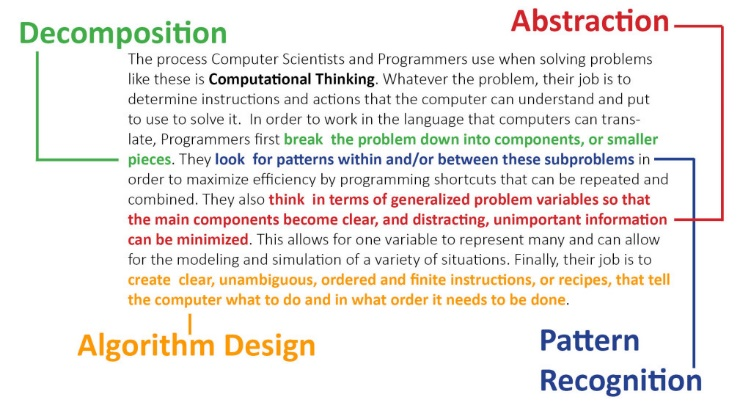 Decomposition
Abstraction
The process Computer Scientists and Programmers use when solving problems
like these is Computational Thinking. Whatever the problem, their job is to
determine instructions and actions that the computer can understand and put
to use to solve it. In order to work in the language that computers can trans-
late, Programmers first break the problem down into components, or smaller
pieces. They look for patterns within and/or between these subproblems in
order to maximize efficiency by programming shortcuts that can be repeated and
combined. They also think in terms of generalized problem variables so that
the main components become clear, and distracting, unimportant information
can be minimized. This allows for one variable to represent many and can allow
for the modeling and simulation of a variety of situations. Finally, their job is to
create clear, unambiguous, ordered and finite instructions, or recipes, that tell
the computer what to do and in what order it needs to be done.
Algorithm Design
Pattern
Recognition